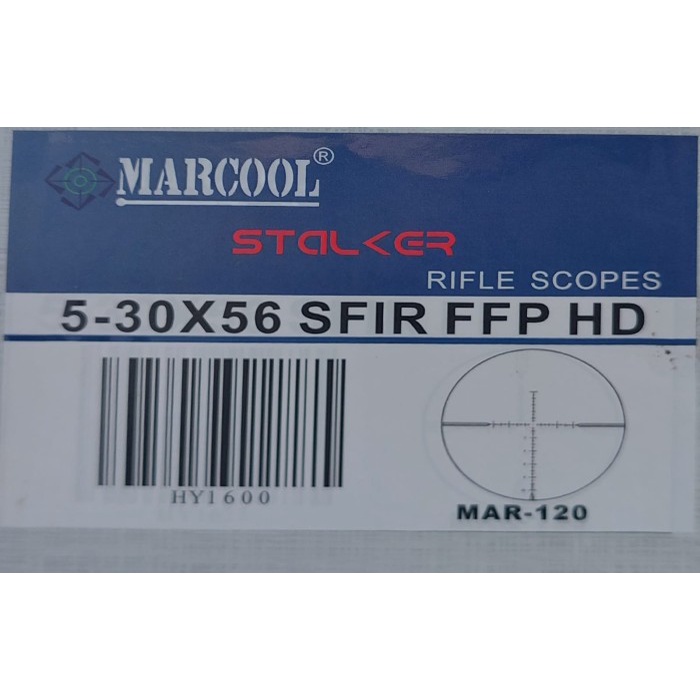 MARCOOL®
STALKER
RIFLE SCOPES
5-30X56 SFIR FFP HD
HY1600
MAR-120